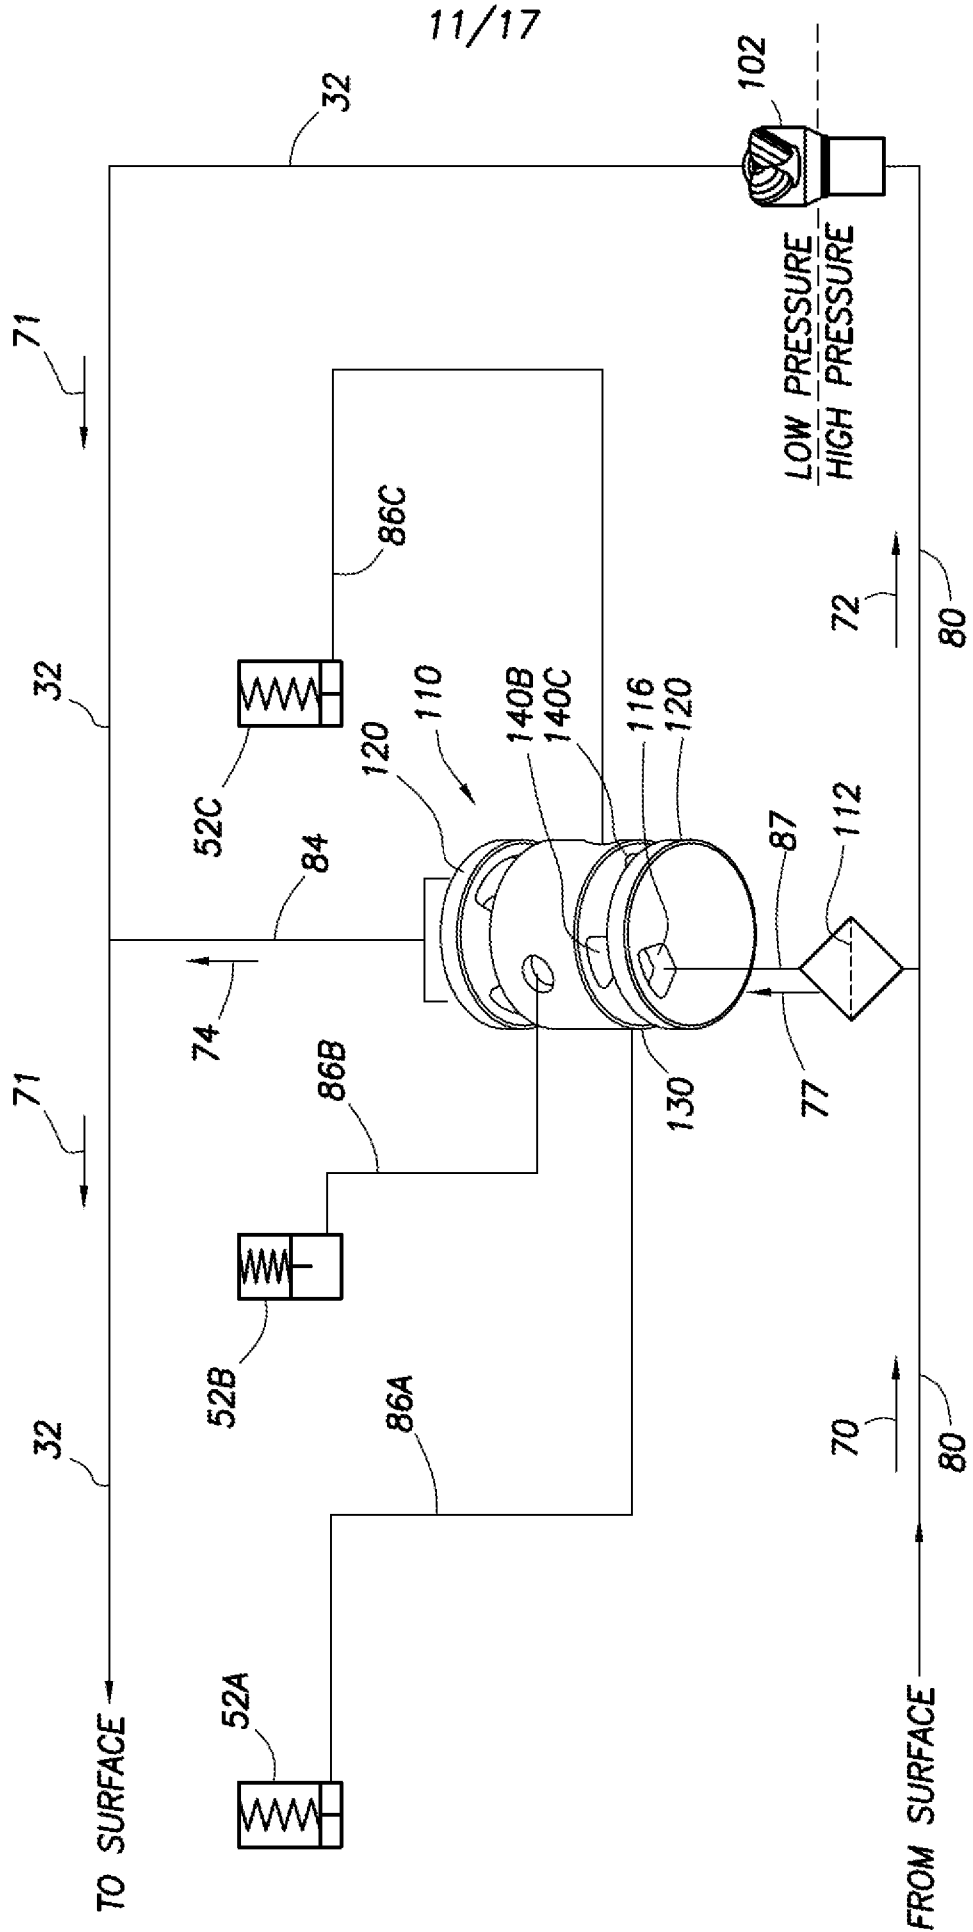 11/17
TO SURFACE
32
71
32
71
32
52A
52B
52C
74
84
86A
86B
86C
120
110
140B
140C
116
120
130
77
87
112
102
LOW PRESSURE
HIGH PRESSURE
FROM SURFACE
70
72
80
80